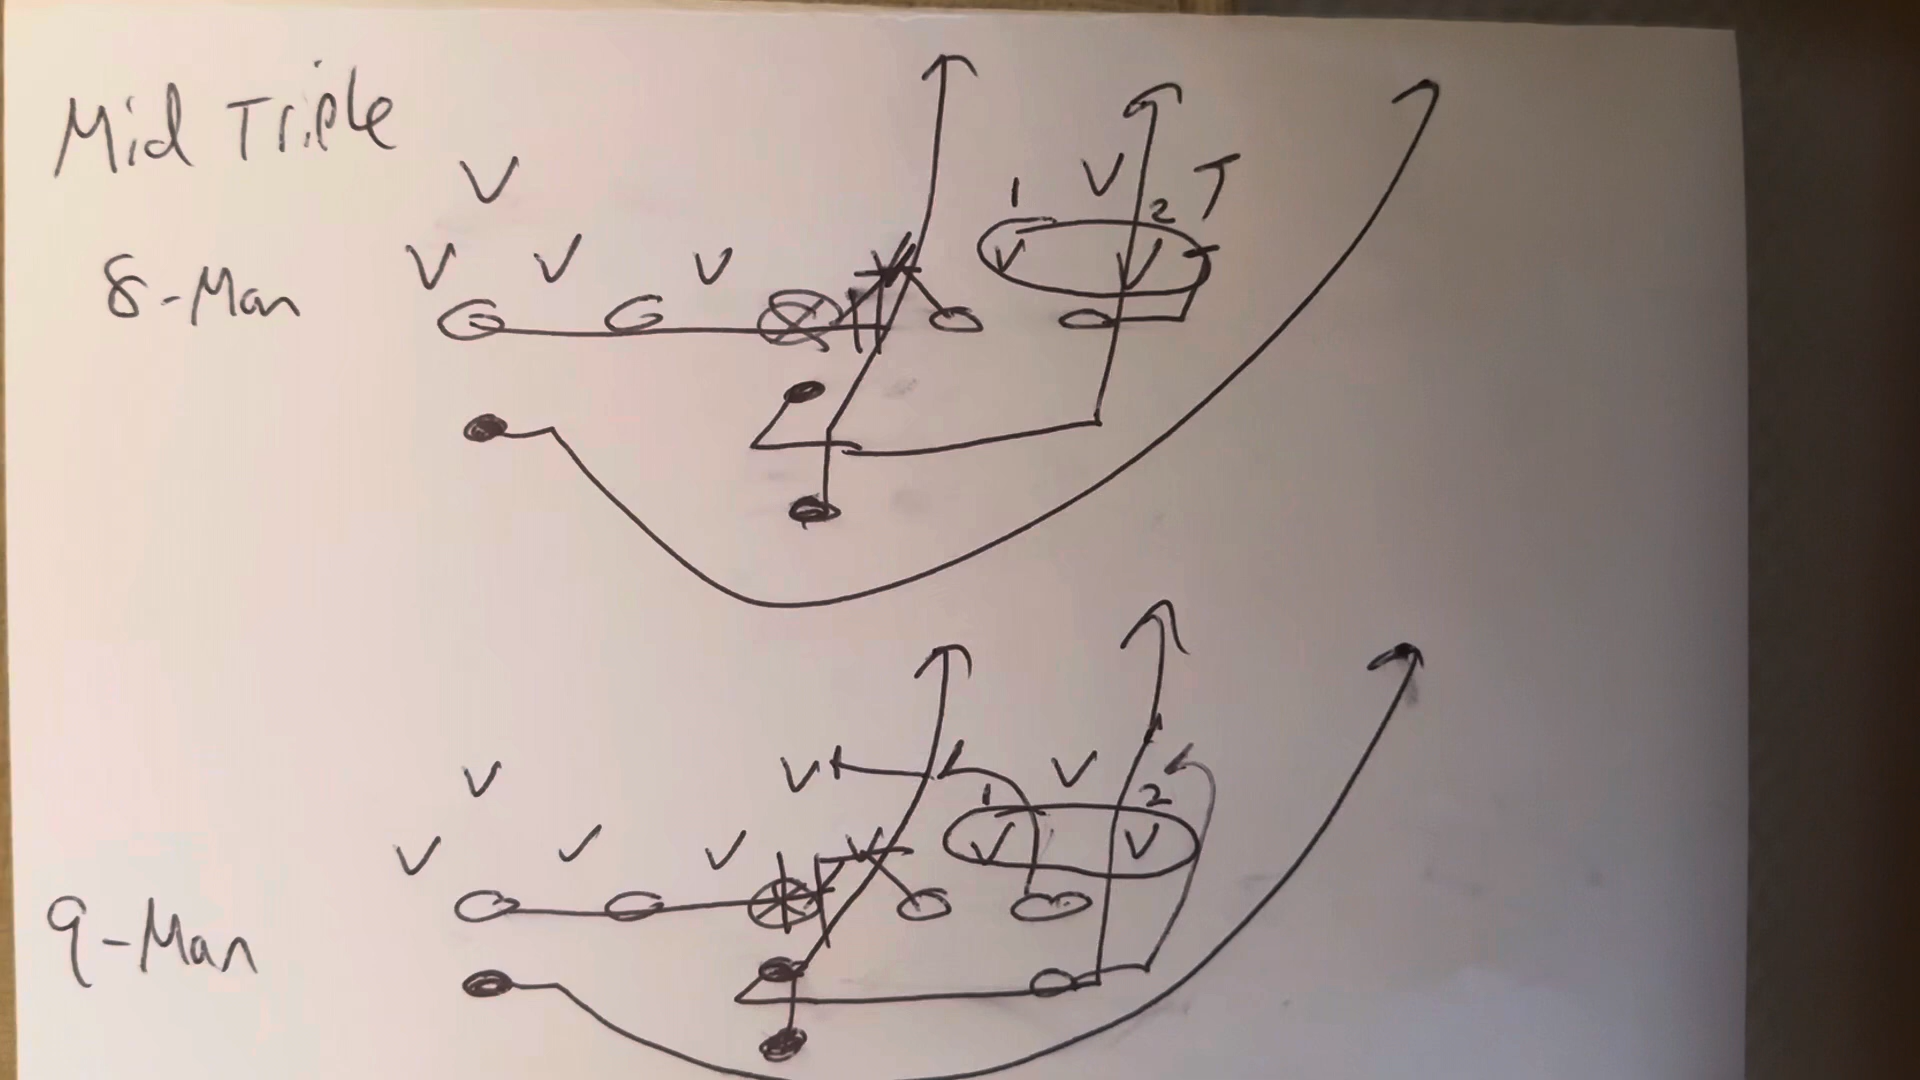 Mid Triple
V
1 V 2 T
8-Man
V V V V V
V V 1 V 2
V V V V V V
9-Man